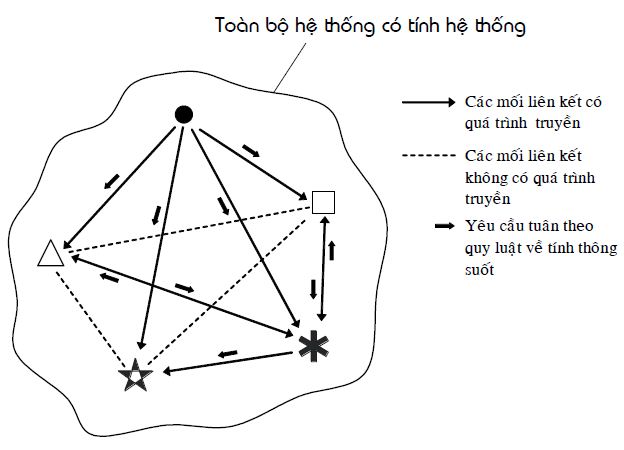 Toàn bộ hệ thống có tính hệ thống
Các mối liên kết có
quá trình truyền
Các mối liên kết
không có quá trình
truyền
Yêu cầu tuân theo
quy luật về tính thông
suốt